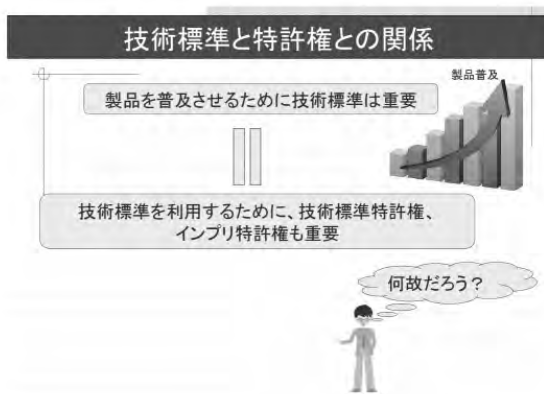 技術標準と特許権との関係
製品普及
製品を普及させるために技術標準は重要
技術標準を利用するために、技術標準特許権、
インプリ特許権も重要
何故だろう？